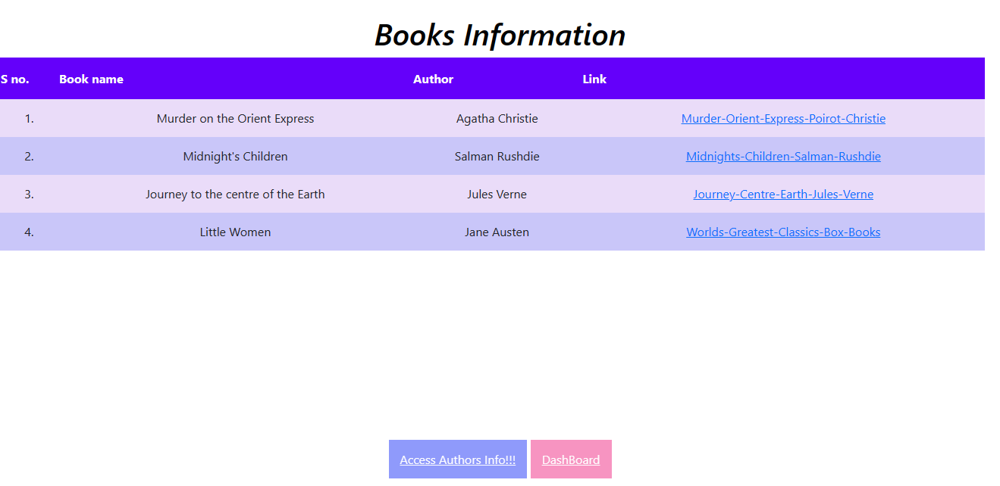 Books Information
S no. Book name Author Link
1. Murder on the Orient Express Agatha Christie Murder-Orient-Express-Poirot-Christie
2. Midnight's Children Salman Rushdie Midnights-Children-Salman-Rushdie
3. Journey to the centre of the Earth Jules Verne Journey-Centre-Earth-Jules-Verne
4. Little Women Jane Austen Worlds-Greatest-Classics-Box-Books
Access Authors Info!!! DashBoard